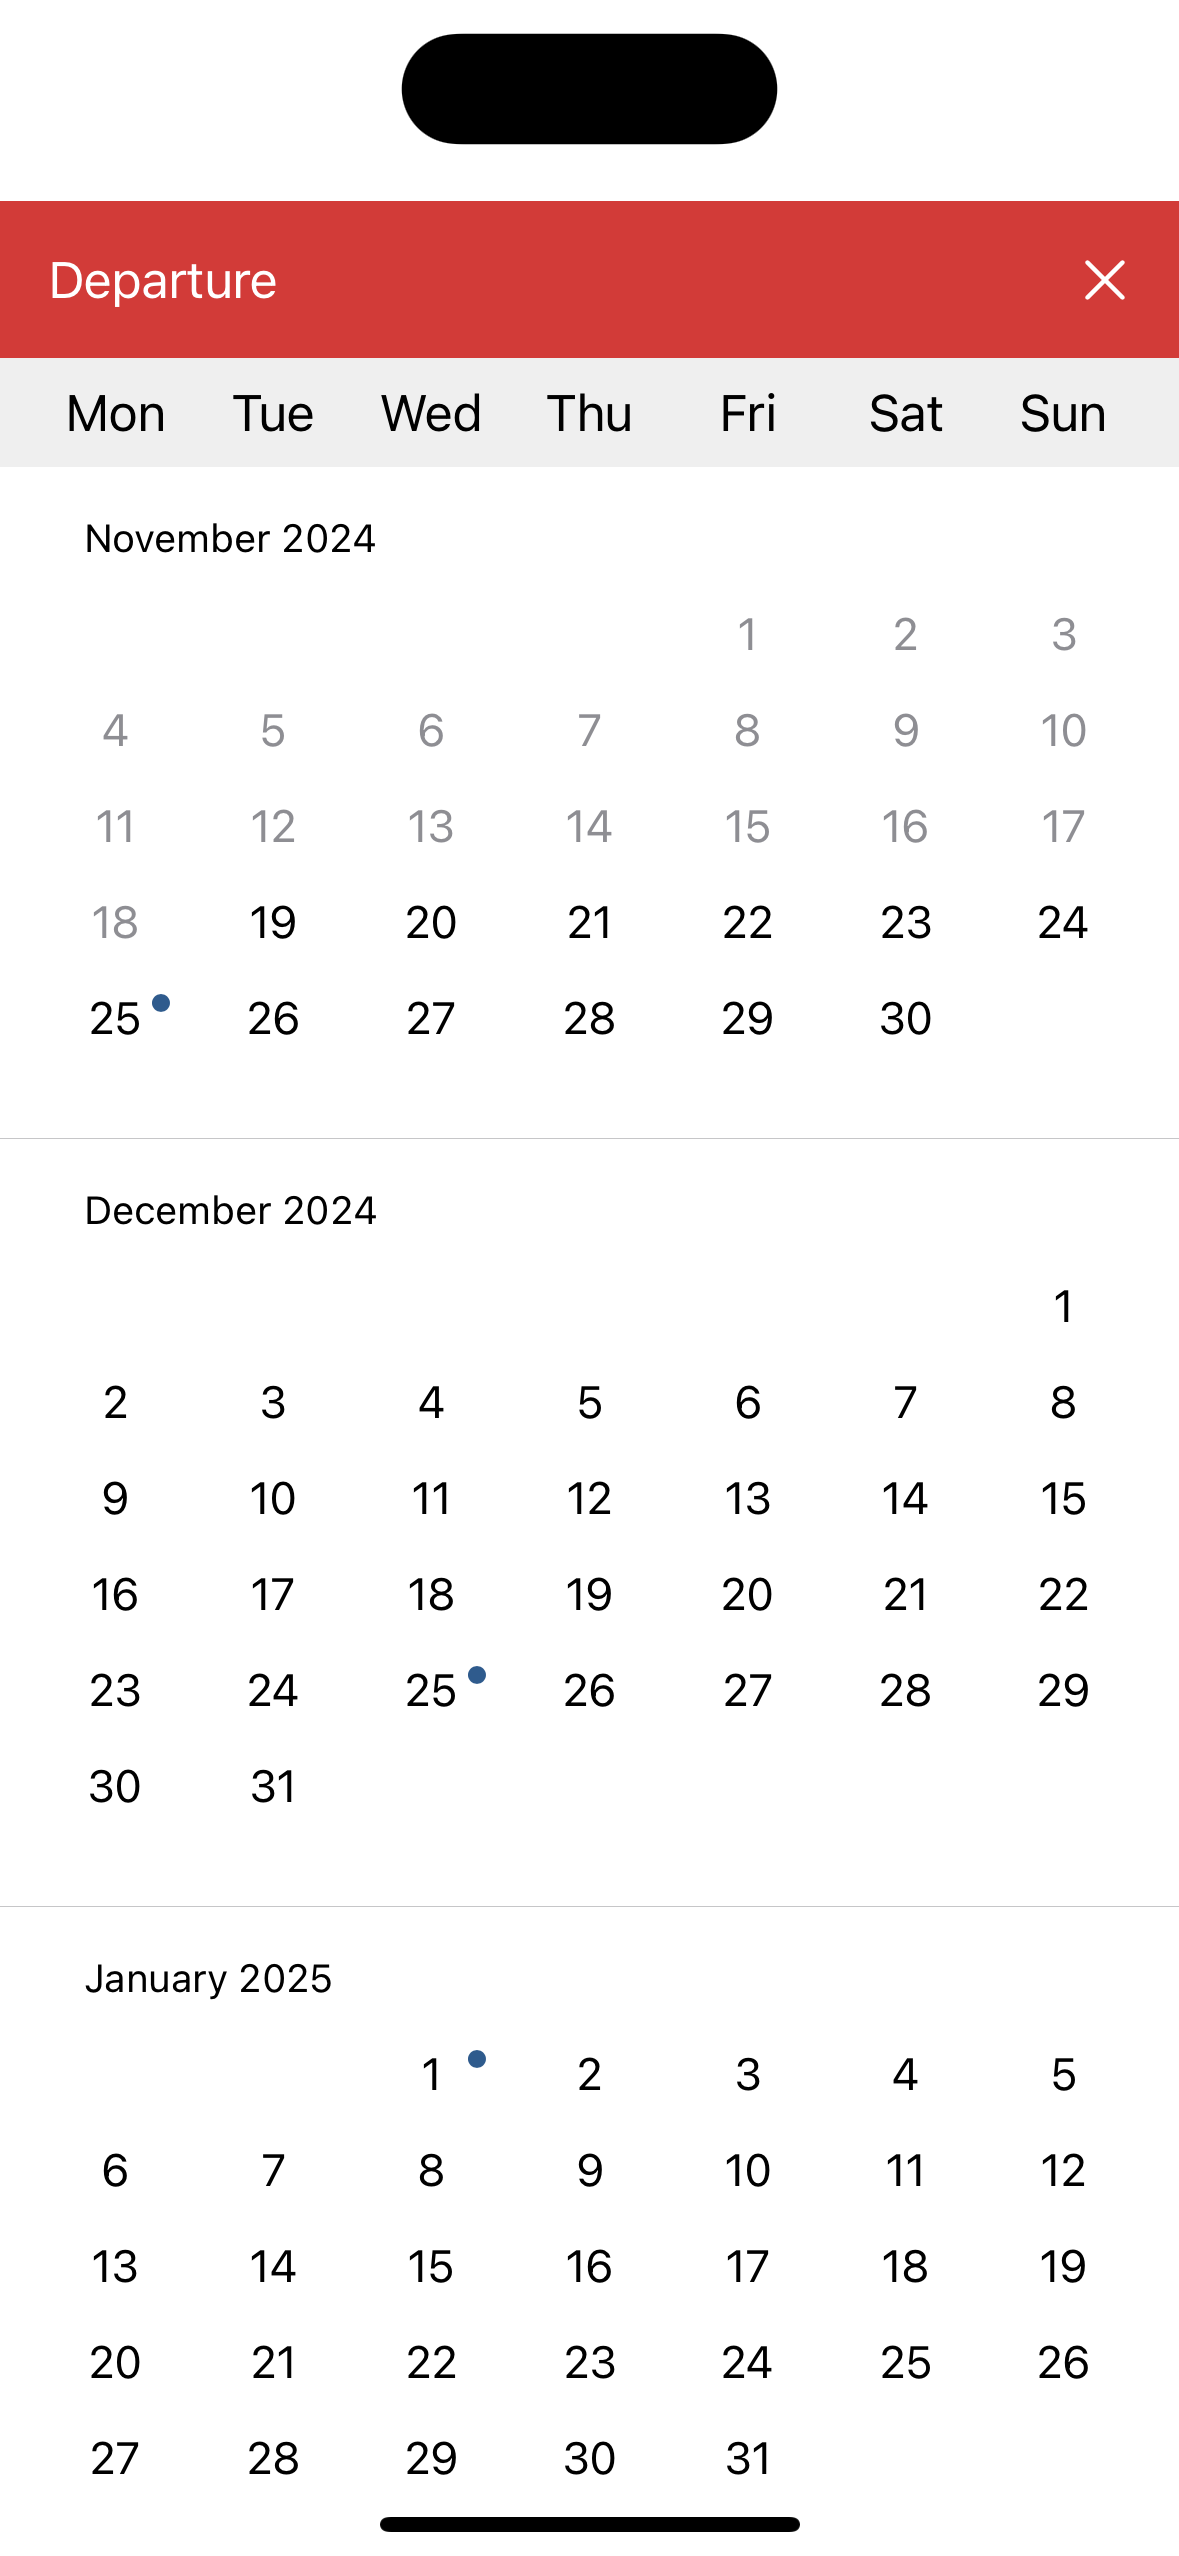 Departure
Mon Tue Wed Thu Fri Sat Sun
November 2024
1 2 3
4 5 6 7 8 9 10
11 12 13 14 15 16 17
18 19 20 21 22 23 24
25 26 27 28 29 30
December 2024
1
2 3 4 5 6 7 8
9 10 11 12 13 14 15
16 17 18 19 20 21 22
23 24 25 26 27 28 29
30 31
January 2025
1 2 3 4 5
6 7 8 9 10 11 12
13 14 15 16 17 18 19
20 21 22 23 24 25 26
27 28 29 30 31